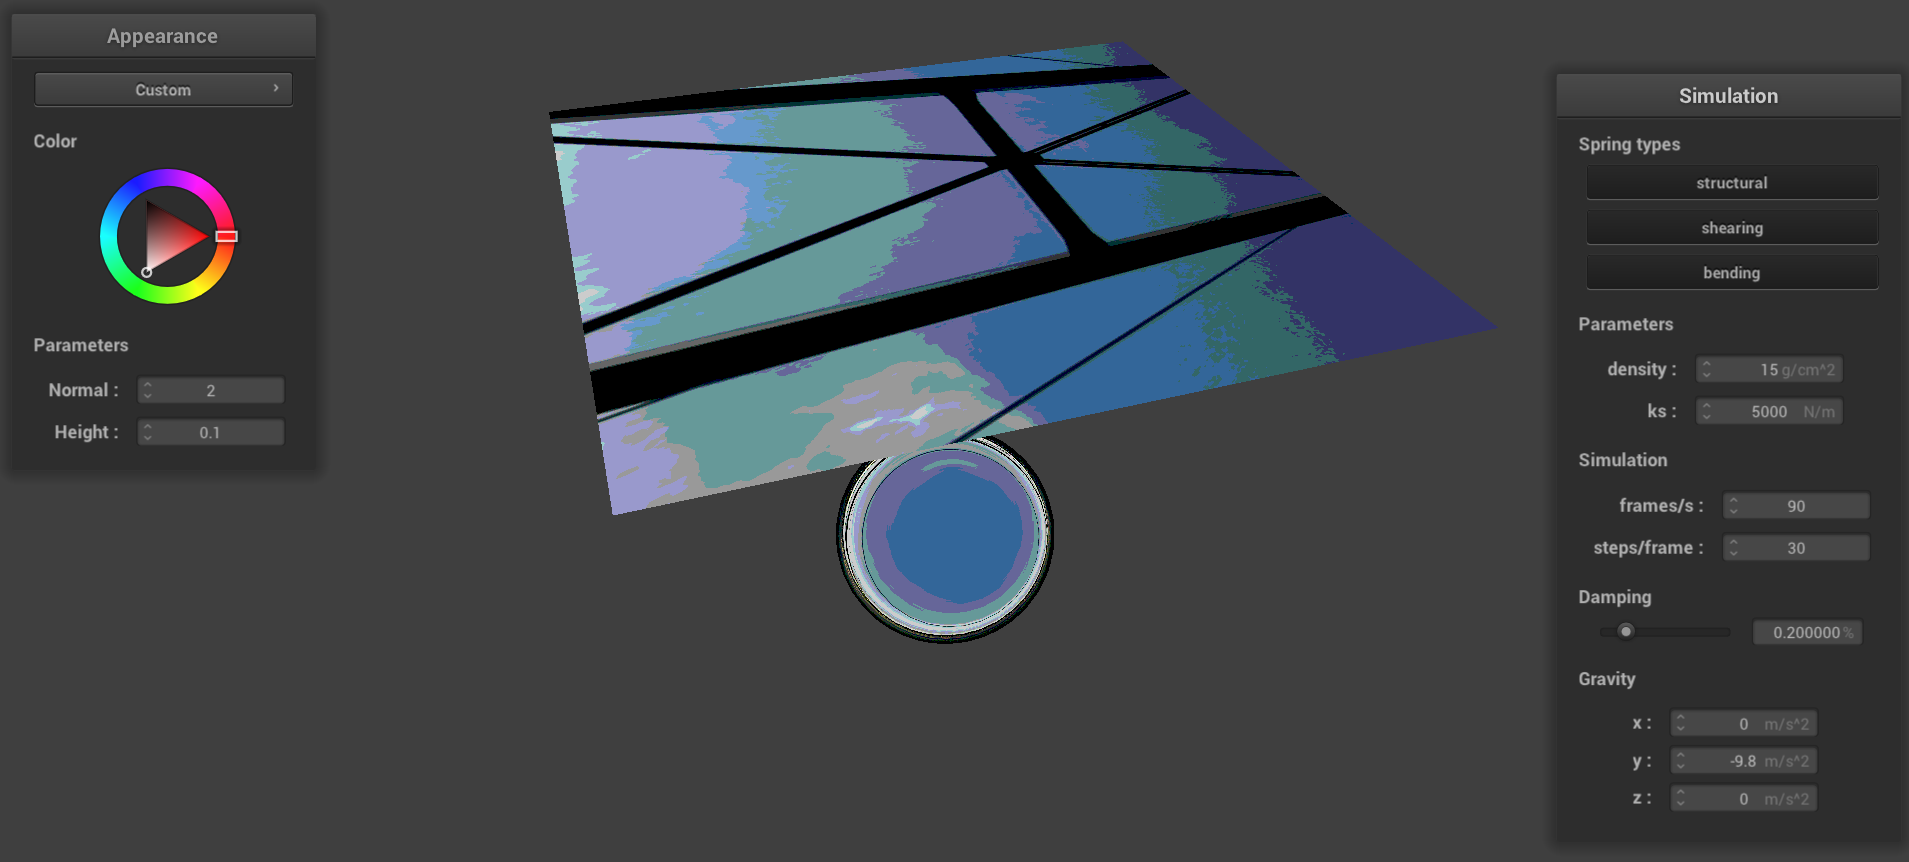 Appearance
Custom ›
Color
Parameters
Normal : 2
Height : 0.1
Simulation
Spring types
structural
shearing
bending
Parameters
density : 15 g/cm^2
ks : 5000 N/m
Simulation
frames/s : 90
steps/frame : 30
Damping
0.200000 %
Gravity
x : 0 m/s^2
y : -9.8 m/s^2
z : 0 m/s^2